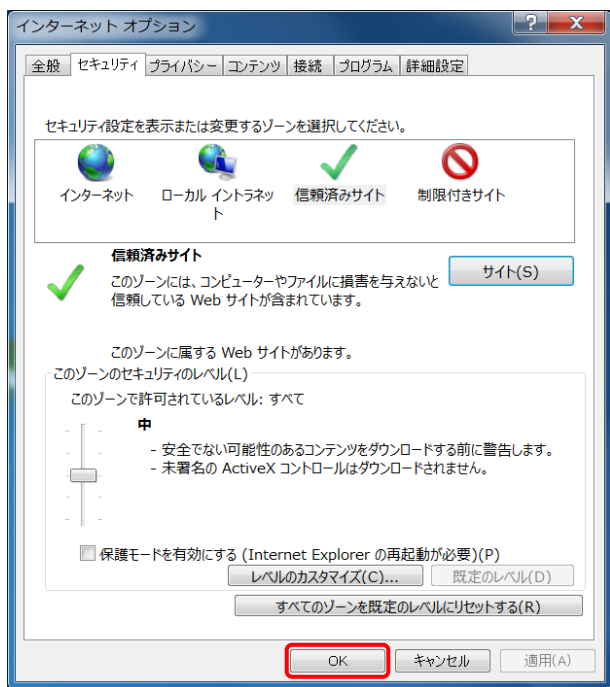 インターネット オプション
全般 セキュリティ プライバシー コンテンツ 接続 プログラム 詳細設定
セキュリティ設定を表示または変更するゾーンを選択してください。
インターネット ローカル イントラネッ 信頼済みサイト 制限付きサイト
ト
信頼済みサイト
このゾーンには、コンピューターやファイルに損害を与えないと サイト(S)
信頼している Web サイトが含まれています。
このゾーンに属する Web サイトがあります。
このゾーンのセキュリティのレベル(L)
このゾーンで許可されているレベル: すべて
中
- 安全でない可能性のあるコンテンツをダウンロードする前に警告します。
- 未署名の ActiveX コントロールはダウンロードされません。
保護モードを有効にする (Internet Explorer の再起動が必要)(P)
レベルのカスタマイズ(C)... 既定のレベル(D)
すべてのゾーンを既定のレベルにリセットする(R)
OK キャンセル 適用(A)